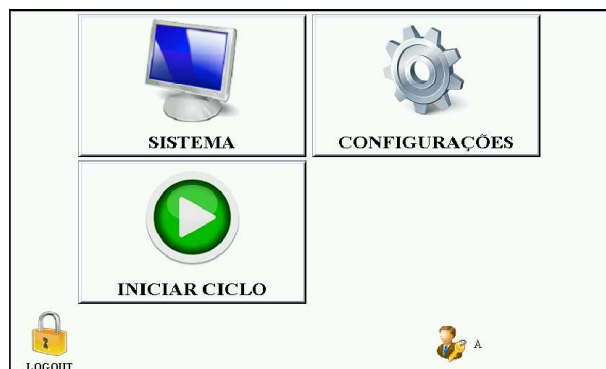 SISTEMA
CONFIGURAÇÕES
INICIAR CICLO
A
LOGOUT